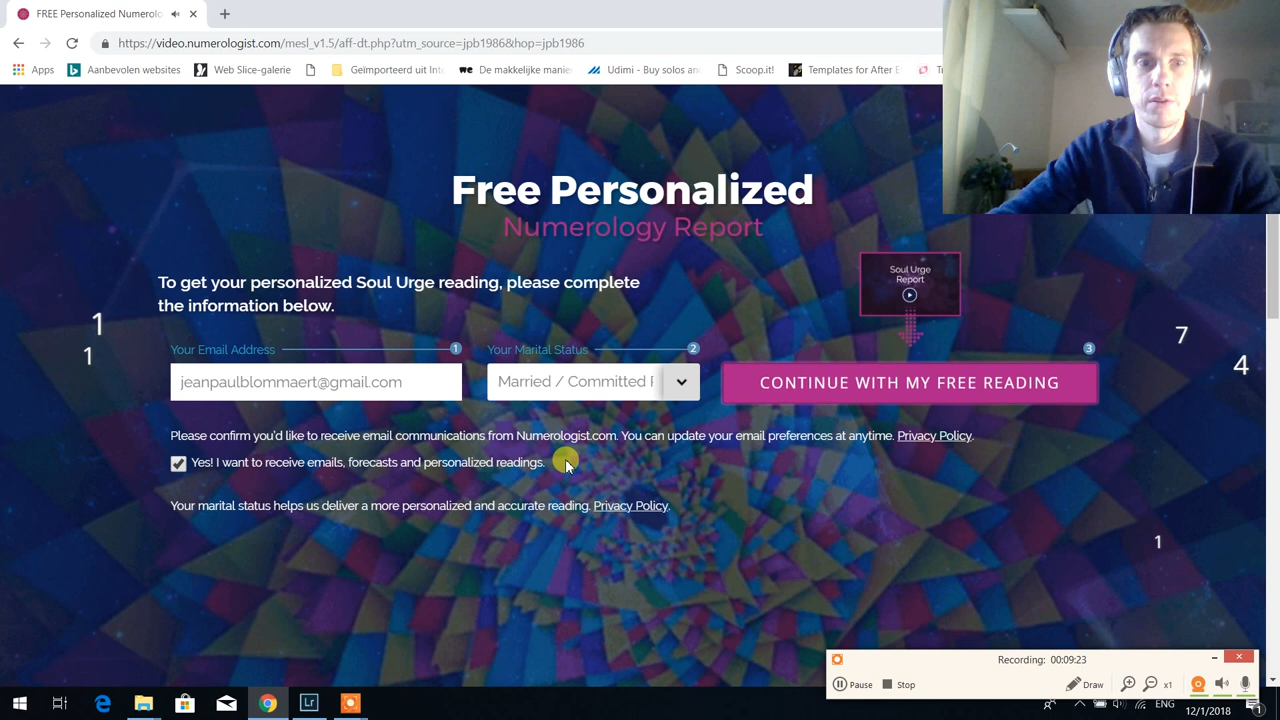 FREE Personalized Numerolo
https://video.numerologist.com/mesl_v1.5/aff-dt.php?utm_source=jpb1986&hop=jpb1986
Apps Aanbevolen websites Web Slice-galerie Geïmporteerd uit Int De makkelijke manie Udimi - Buy solos an Scoop.it! Templates for After E
Free Personalized
Numerology Report
To get your personalized Soul Urge reading, please complete
the information below.
Soul Urge
Report
1
1
7
4
Your Email Address 1 Your Marital Status 2 3
jeanpaulblommaert@gmail.com Married / Committed CONTINUE WITH MY FREE READING
Please confirm you'd like to receive email communications from Numerologist.com. You can update your email preferences at anytime. Privacy Policy.
Yes! I want to receive emails, forecasts and personalized readings.
Your marital status helps us deliver a more personalized and accurate reading. Privacy Policy.
1
Recording: 00:09:23
Pause Stop Draw x1
Lr
ENG
12/1/2018
1